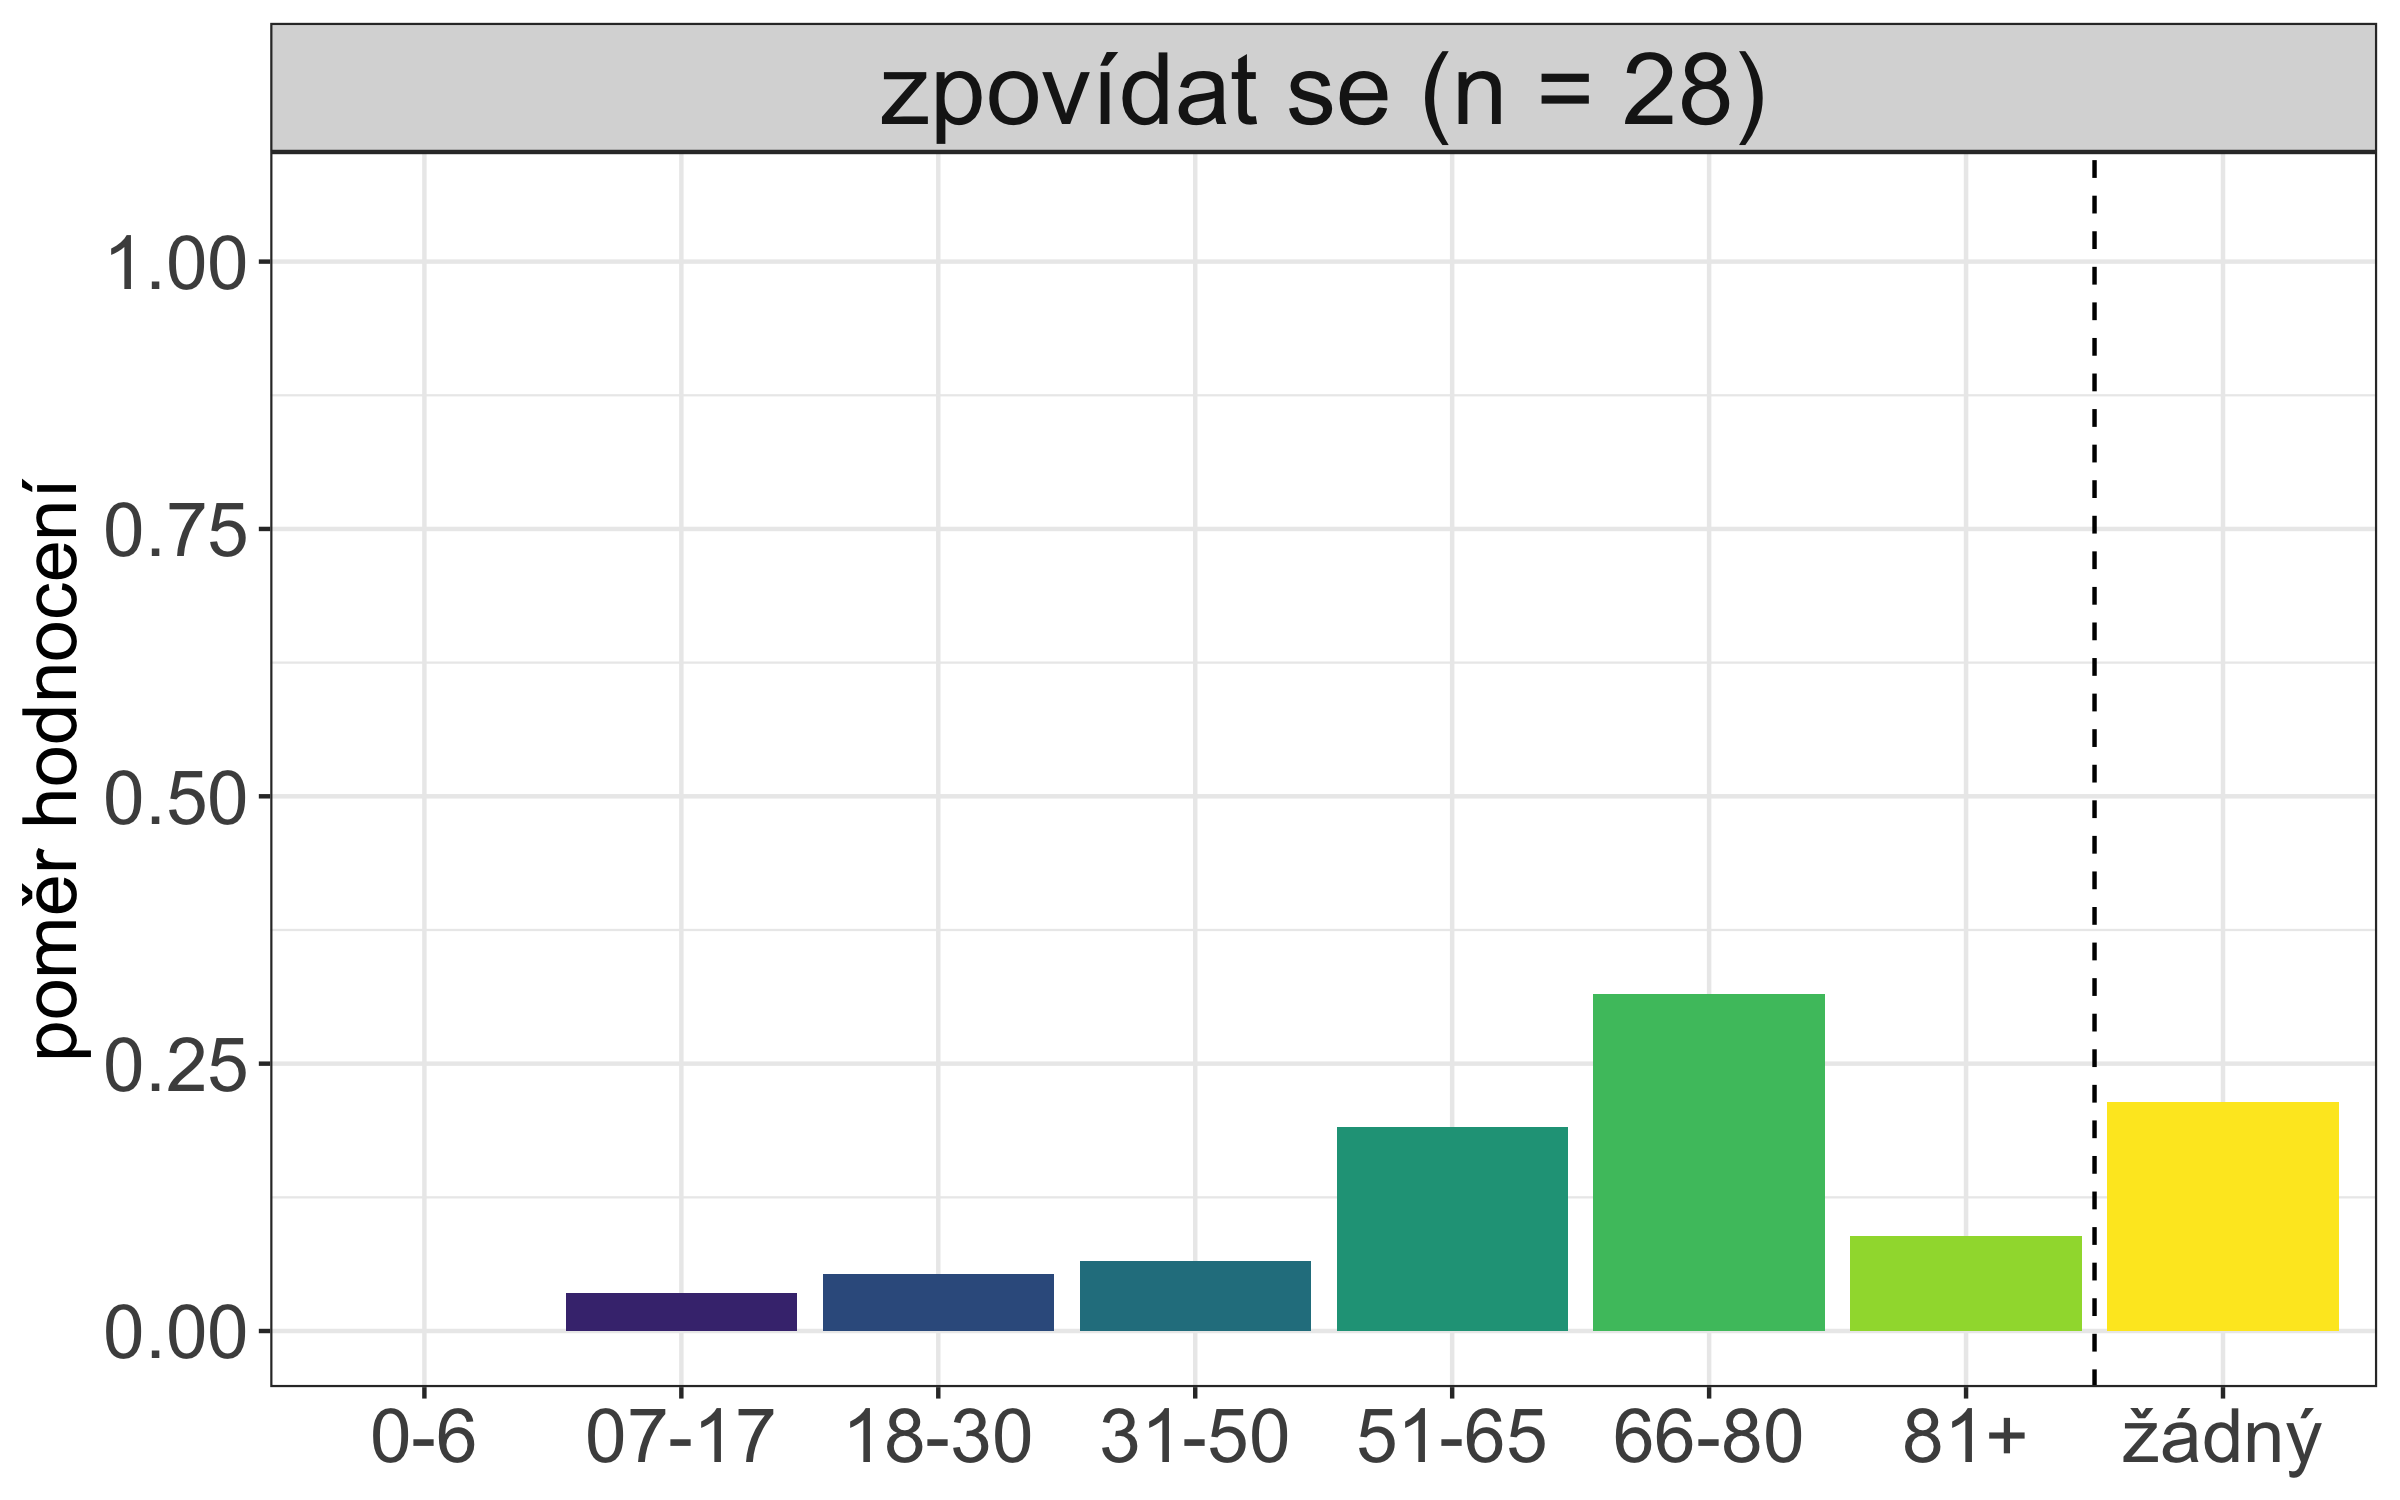 zpovídat se (n = 28)
poměr hodnocení
1.00
0.75
0.50
0.25
0.00
0-6 07-17 18-30 31-50 51-65 66-80 81+ žádný